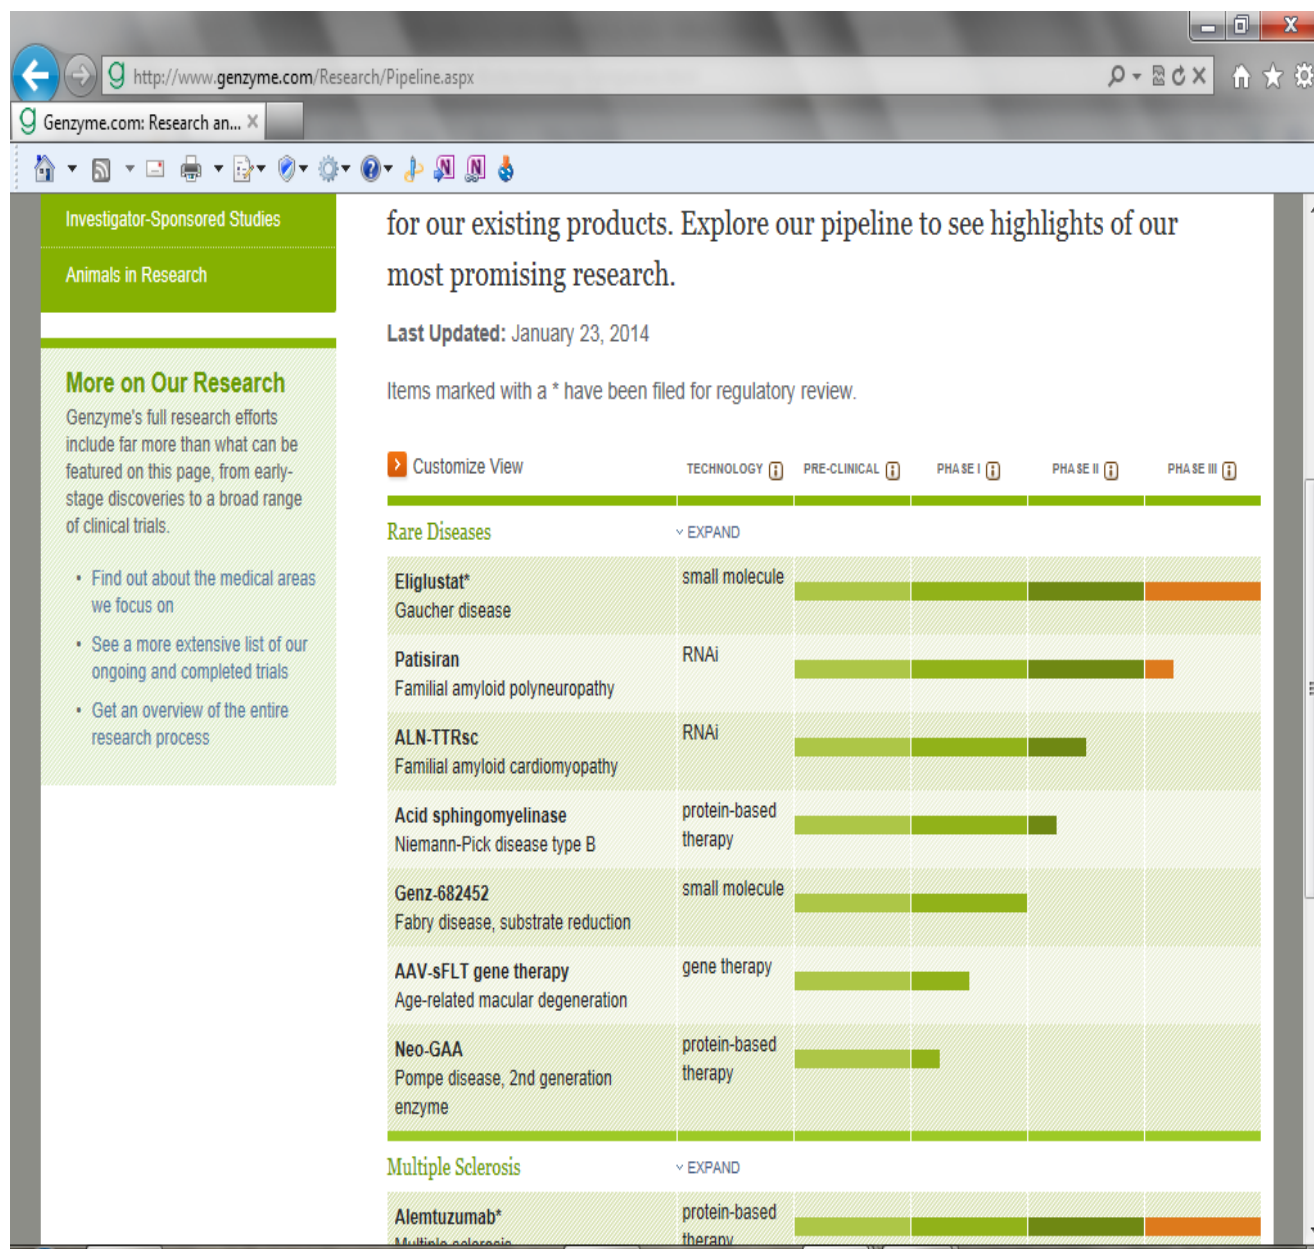 http://www.genzyme.com/Research/Pipeline.aspx
Genzyme.com: Research an...
Investigator-Sponsored Studies
Animals in Research
More on Our Research
Genzyme's full research efforts
include far more than what can be
featured on this page, from early-
stage discoveries to a broad range
of clinical trials.
• Find out about the medical areas
we focus on
• See a more extensive list of our
ongoing and completed trials
• Get an overview of the entire
research process
for our existing products. Explore our pipeline to see highlights of our
most promising research.
Last Updated: January 23, 2014
Items marked with a * have been filed for regulatory review.
Customize View TECHNOLOGY PRE-CLINICAL PHASE I PHASE II PHASE III
Rare Diseases EXPAND
Eliglustat* small molecule
Gaucher disease
Patisiran RNAi
Familial amyloid polyneuropathy
ALN-TTRsc RNAi
Familial amyloid cardiomyopathy
Acid sphingomyelinase protein-based
Niemann-Pick disease type B therapy
Genz-682452 small molecule
Fabry disease, substrate reduction
AAV-sFLT gene therapy gene therapy
Age-related macular degeneration
Neo-GAA protein-based
Pompe disease, 2nd generation therapy
enzyme
Multiple Sclerosis EXPAND
Alemtuzumab* protein-based
Multiple sclerosis therapy